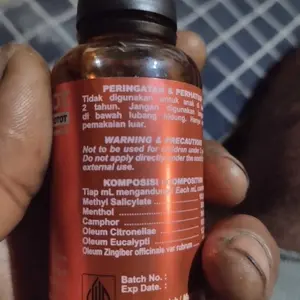 PERINGATAN & PERHATI
Tidak digunakan untuk anak di
2 tahun. Jangan digunakan
di bawah lubang hidung. Hanya
pemakaian luar.
WARNING & PRECAUTION
Not to be used for children under
Do not apply directly under the
external use.
KOMPOSISI COMPOSITION
Tiap mL mengandung Each mL
Methyl Salicylate
Menthol
Camphor
Oleum Citronellae
Oleum Eucalypti
Oleum Zingiber officinale var rubrum
Batch No :
Exp Date :